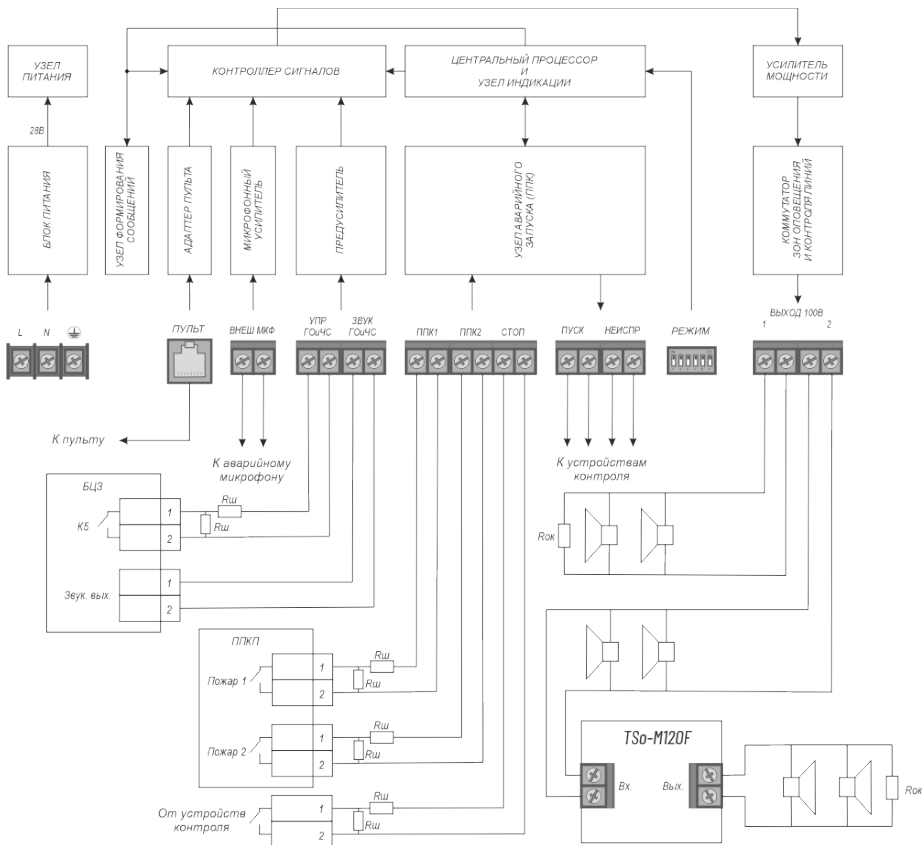 УЗЕЛ
ПИТАНИЯ
КОНТРОЛЛЕР СИГНАЛОВ
ЦЕНТРАЛЬНЫЙ ПРОЦЕССОР
И
УЗЕЛ ИНДИКАЦИИ
УСИЛИТЕЛЬ
МОЩНОСТИ
28В
БЛОК ПИТАНИЯ
УЗЕЛ ФОРМИРОВАНИЯ
СООБЩЕНИЙ
АДАПТЕР ПУЛЬТА
МИКРОФОННЫЙ
УСИЛИТЕЛЬ
ПРЕДУСИЛИТЕЛЬ
УЗЕЛ АВАРИЙНОГО
ЗАПУСКА (ППК)
КОММУТАТОР
ЗОН ОПОВЕЩЕНИЯ
И КОНТРОЛЯ ЛИНИЙ
L
N
ПУЛЬТ
ВНЕШ МКФ
УПР
ГОиЧС
ЗВУК
ГОиЧС
ППК1
ППК2
СТОП
ПУСК
НЕИСПР
РЕЖИМ
ВЫХОД 100В
1
2
К пульту
К аварийному
микрофону
К устройствам
контроля
БЦЗ
К5
1
2
Rш
Rш
Звук. вых.
1
2
Rок
ППКП
Пожар 1
1
2
Rш
Rш
Пожар 2
1
2
Rш
Rш
От устройств
контроля
1
2
Rш
Rш
TSo-M120F
Вх.
Вых.
Rок